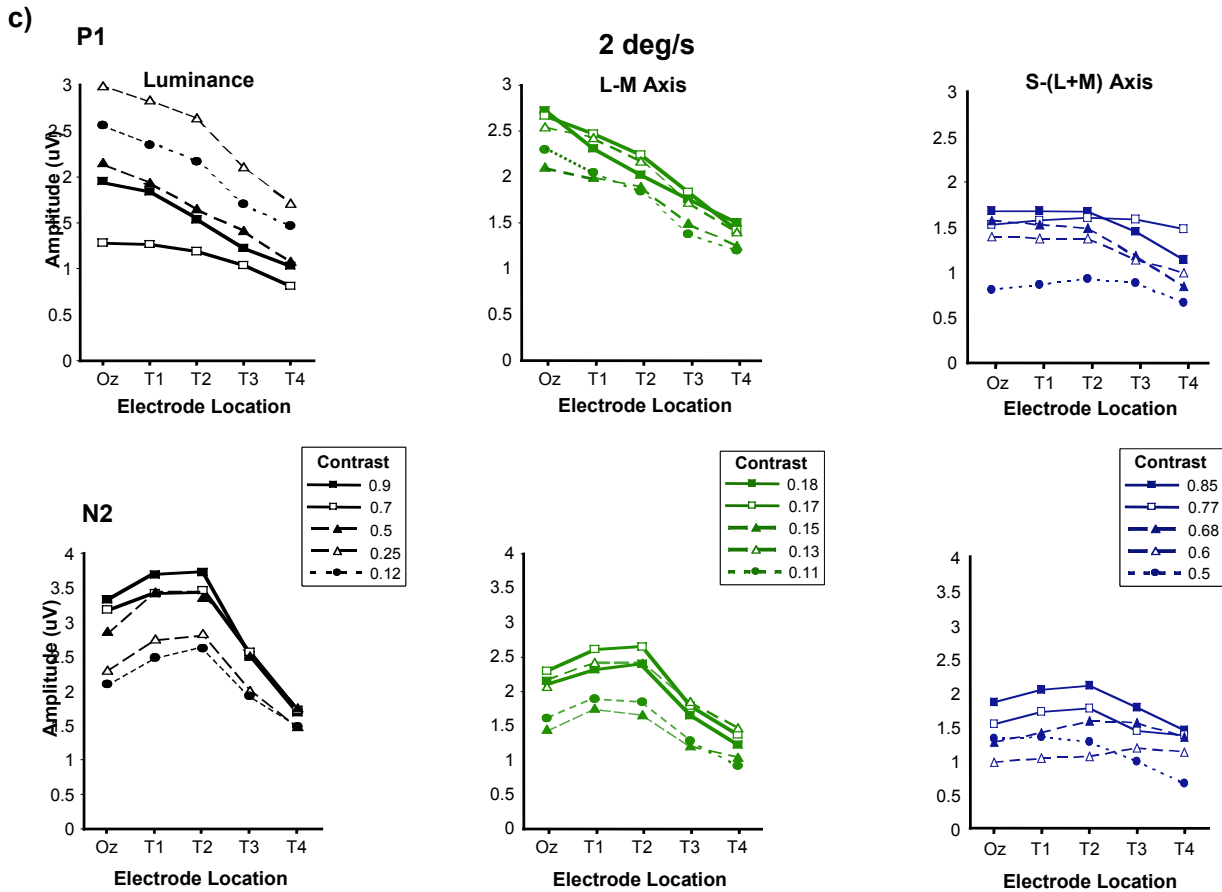 c)
P1
2 deg/s
Luminance
L-M Axis
S-(L+M) Axis
Amplitude (uV)
3
2.5
2
1.5
1
0.5
0
Oz T1 T2 T3 T4
Electrode Location
3
2.5
2
1.5
1
0.5
0
Oz T1 T2 T3 T4
Electrode Location
3
2
1.5
1
0.5
0
Oz T1 T2 T3 T4
Electrode Location
N2
Contrast
0.9
0.7
0.5
0.25
0.12
Contrast
0.18
0.17
0.15
0.13
0.11
Contrast
0.85
0.77
0.68
0.6
0.5
Amplitude (uV)
4
3.5
3
2.5
2
1.5
1
0.5
0
Oz T1 T2 T3 T4
Electrode Location
4
3.5
3
2.5
2
1.5
1
0.5
0
Oz T1 T2 T3 T4
Electrode Location
4
3.5
3
2.5
2
1.5
1
0.5
0
Oz T1 T2 T3 T4
Electrode Location